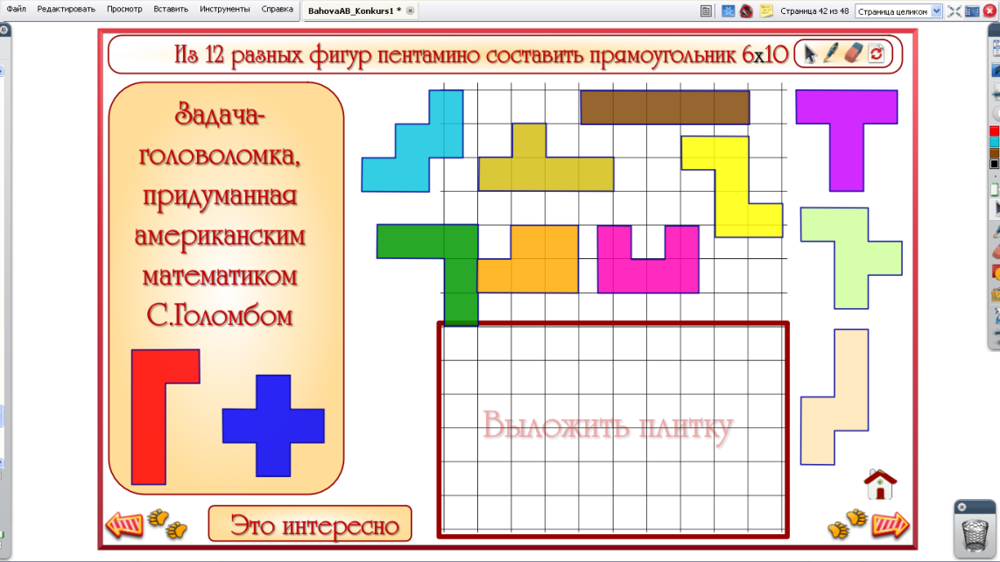 Файл Редактировать Просмотр Вставить Инструменты Справка BahovaAB_Konkurs1 * Страница 42 из 48 Страница целиком
Из 12 разных фигур пентамино составить прямоугольник 6х10
Задача-
головоломка,
придуманная
американским
математиком
С.Голомбом
Выложить плитку
Это интересно